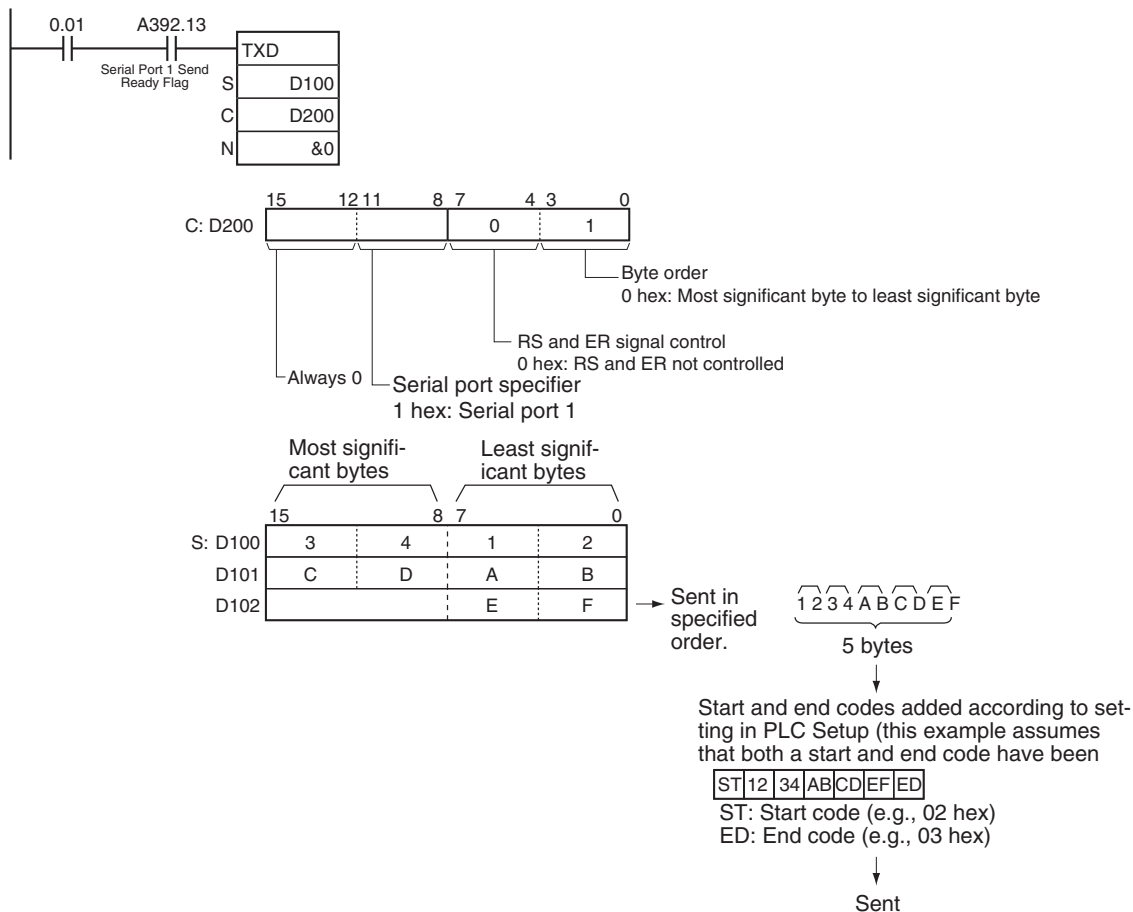 0.01 A392.13
TXD
Serial Port 1 Send
Ready Flag
S D100
C D200
N &0
15 12 11 8 7 4 3 0
C: D200 0 1
Byte order
0 hex: Most significant byte to least significant byte
RS and ER signal control
0 hex: RS and ER not controlled
Always 0
Serial port specifier
1 hex: Serial port 1
Most signifi-
cant bytes
Least signif-
icant bytes
15 8 7 0
S: D100 3 4 1 2
D101 C D A B
D102 E F
Sent in
specified
order.
1 2 3 4 A B C D E F
5 bytes
Start and end codes added according to set-
ting in PLC Setup (this example assumes
that both a start and end code have been
ST 12 34 AB CD EF ED
ST: Start code (e.g., 02 hex)
ED: End code (e.g., 03 hex)
Sent